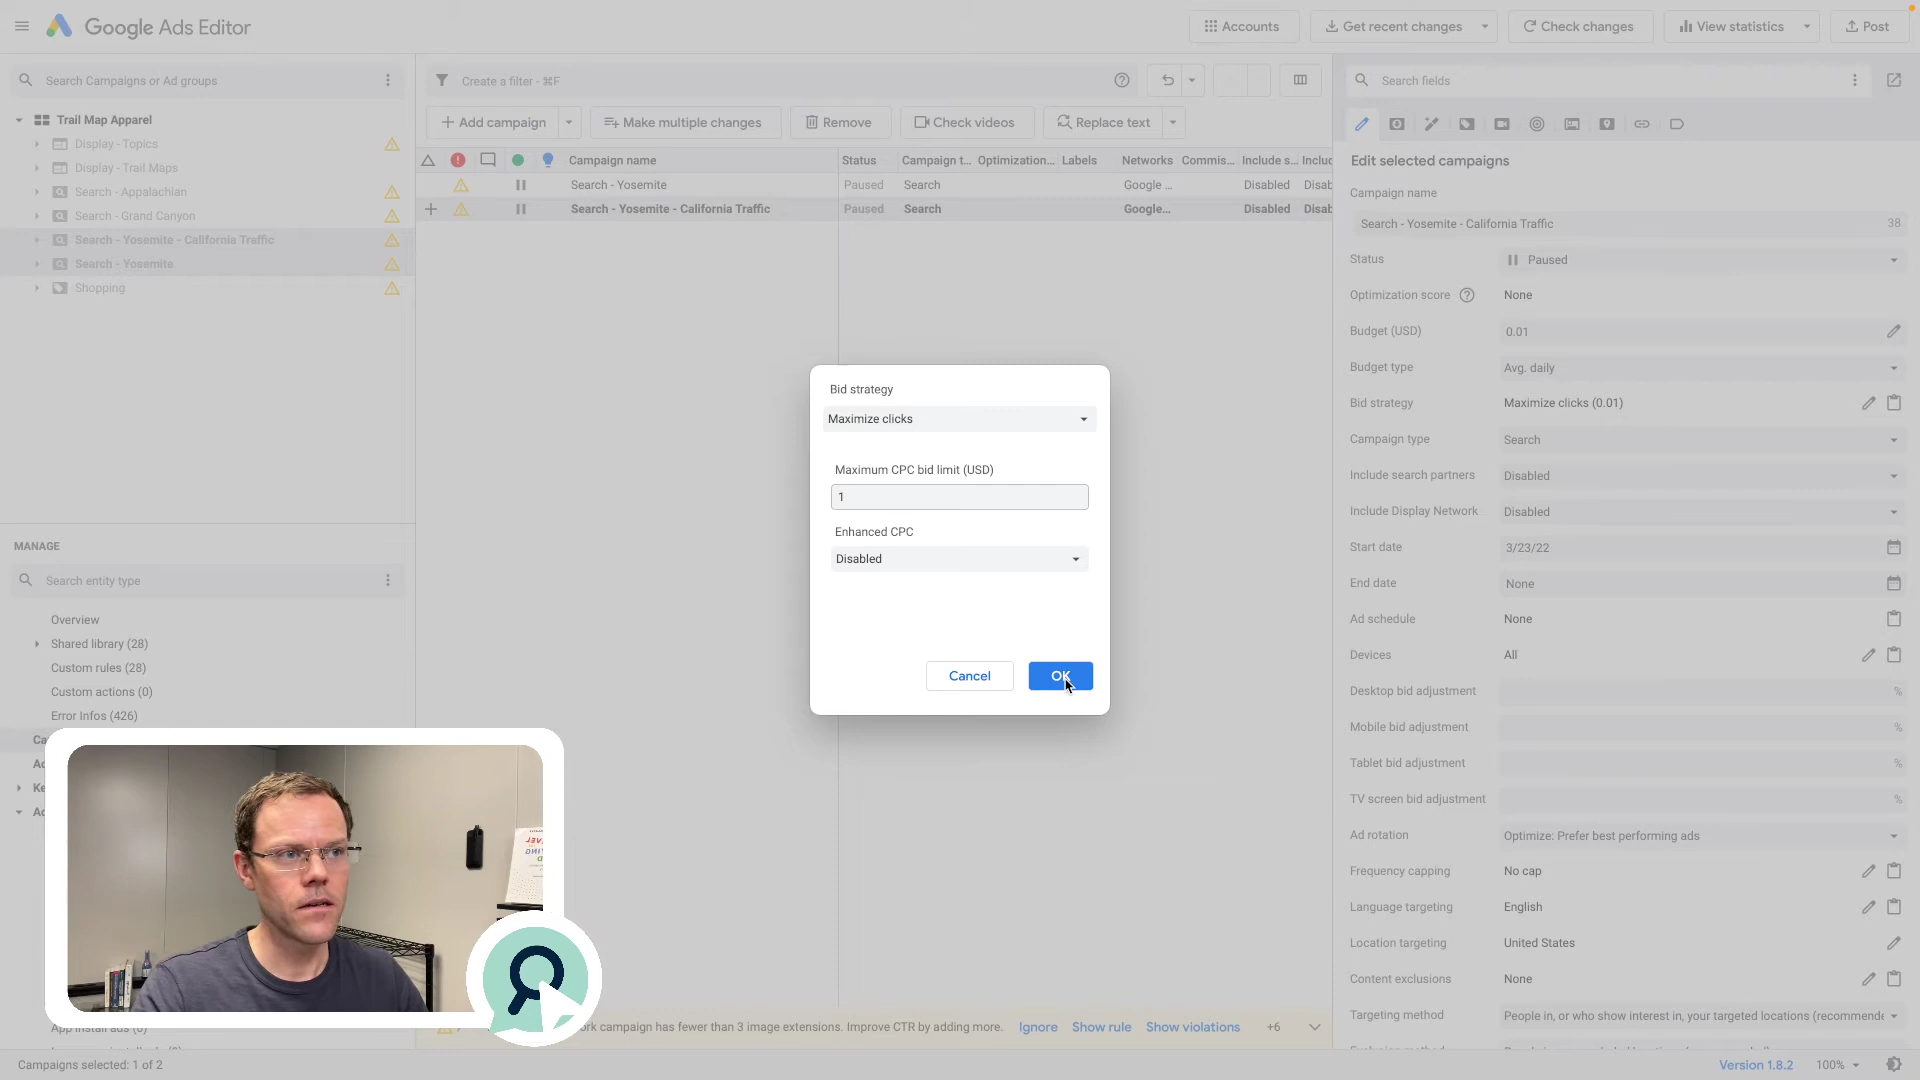 Google Ads Editor
Accounts
Get recent changes
Check changes
View statistics
Post
Search Campaigns or Ad groups
Create a filter - ⌘F
Search fields
Trail Map Apparel
Display - Topics
Display - Trail Maps
Search - Appalachian
Search - Grand Canyon
Search - Yosemite - California Traffic
Search - Yosemite
Shopping
Add campaign
Make multiple changes
Remove
Check videos
Replace text
Campaign name
Status
Campaign t...
Optimization...
Labels
Networks
Commis...
Include s...
Includ
Search - Yosemite
Paused
Search
Google ...
Disabled
Disab
Search - Yosemite - California Traffic
Paused
Search
Google...
Disabled
Disab
Bid strategy
Maximize clicks
Maximum CPC bid limit (USD)
1
Enhanced CPC
Disabled
Cancel
OK
Edit selected campaigns
Campaign name
Search - Yosemite - California Traffic
38
Status
Paused
Optimization score
None
Budget (USD)
0.01
Budget type
Avg. daily
Bid strategy
Maximize clicks (0.01)
Campaign type
Search
Include search partners
Disabled
Include Display Network
Disabled
Start date
3/23/22
End date
None
Ad schedule
None
Devices
All
Desktop bid adjustment
%
Mobile bid adjustment
%
Tablet bid adjustment
%
TV screen bid adjustment
%
Ad rotation
Optimize: Prefer best performing ads
Frequency capping
No cap
Language targeting
English
Location targeting
United States
Content exclusions
None
Targeting method
People in, or who show interest in, your targeted locations (recommende
MANAGE
Search entity type
Overview
Shared library (28)
Custom rules (28)
Custom actions (0)
Error Infos (426)
Ca
Ad
Ke
Ad
App install ads (0)
rk campaign has fewer than 3 image extensions. Improve CTR by adding more.
Ignore
Show rule
Show violations
+6
Campaigns selected: 1 of 2
Version 1.8.2
100%